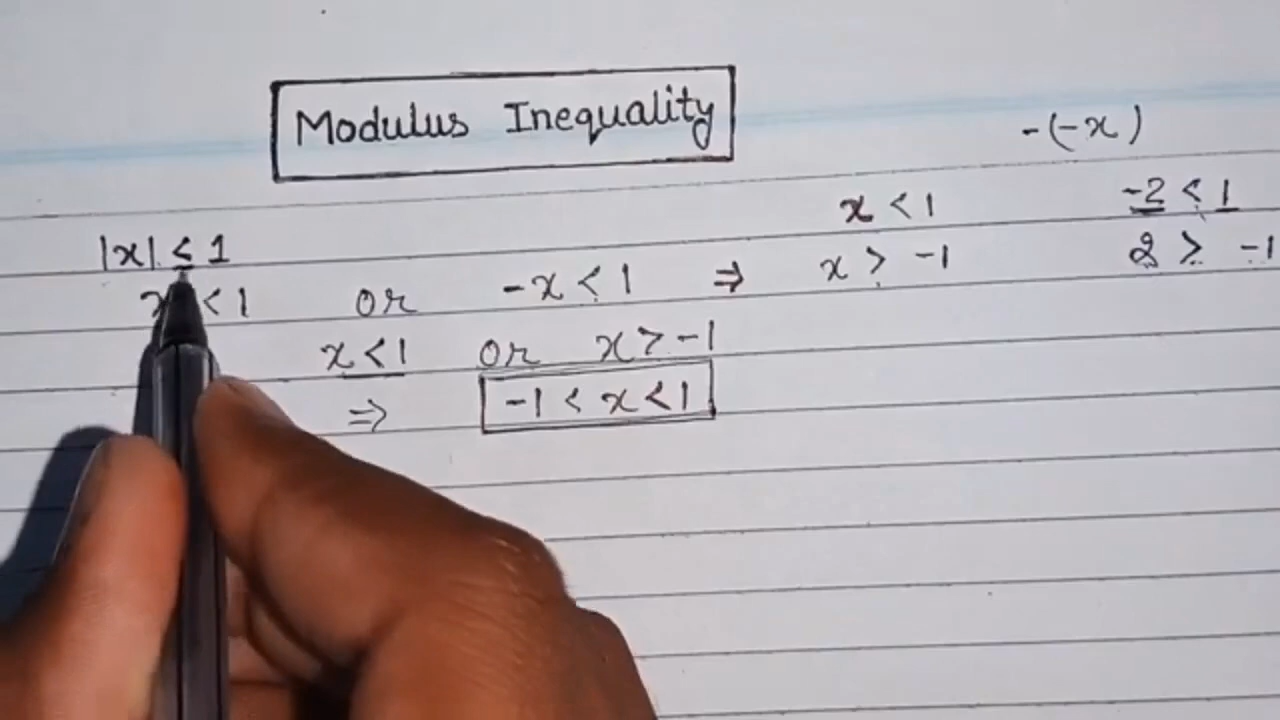 Modulus Inequality
-(-x)
|x| ≤ 1
x < 1 or -x < 1 ⇒
x < 1
x > -1
-2 < 1
2 > -1
x < 1 or x > -1
⇒ -1 < x < 1